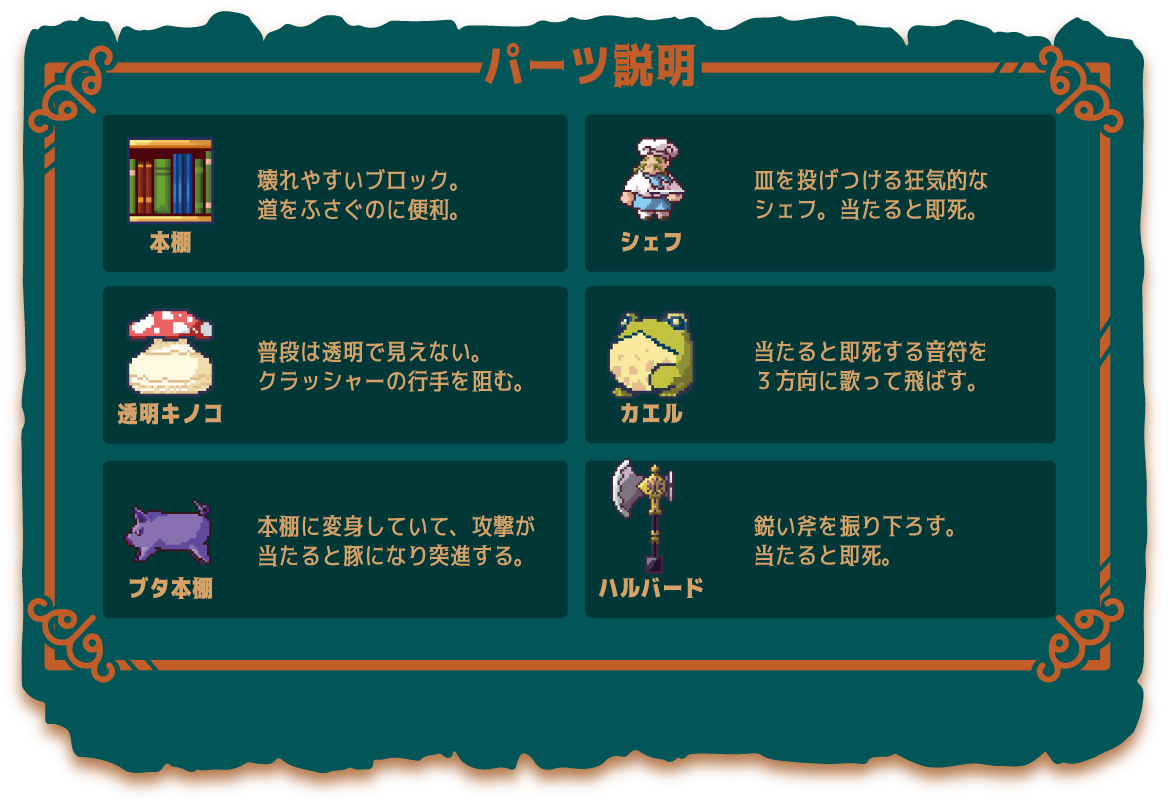 パーツ説明
壊れやすいブロック。
道をふさぐのに便利。
本棚
皿を投げつける狂気的な
シェフ。当たると即死。
シェフ
普段は透明で見えない。
クラッシャーの行手を阻む。
透明キノコ
当たると即死する音符を
３方向に歌って飛ばす。
カエル
本棚に変身していて、攻撃が
当たると豚になり突進する。
ブタ本棚
鋭い斧を振り下ろす。
当たると即死。
ハルバード